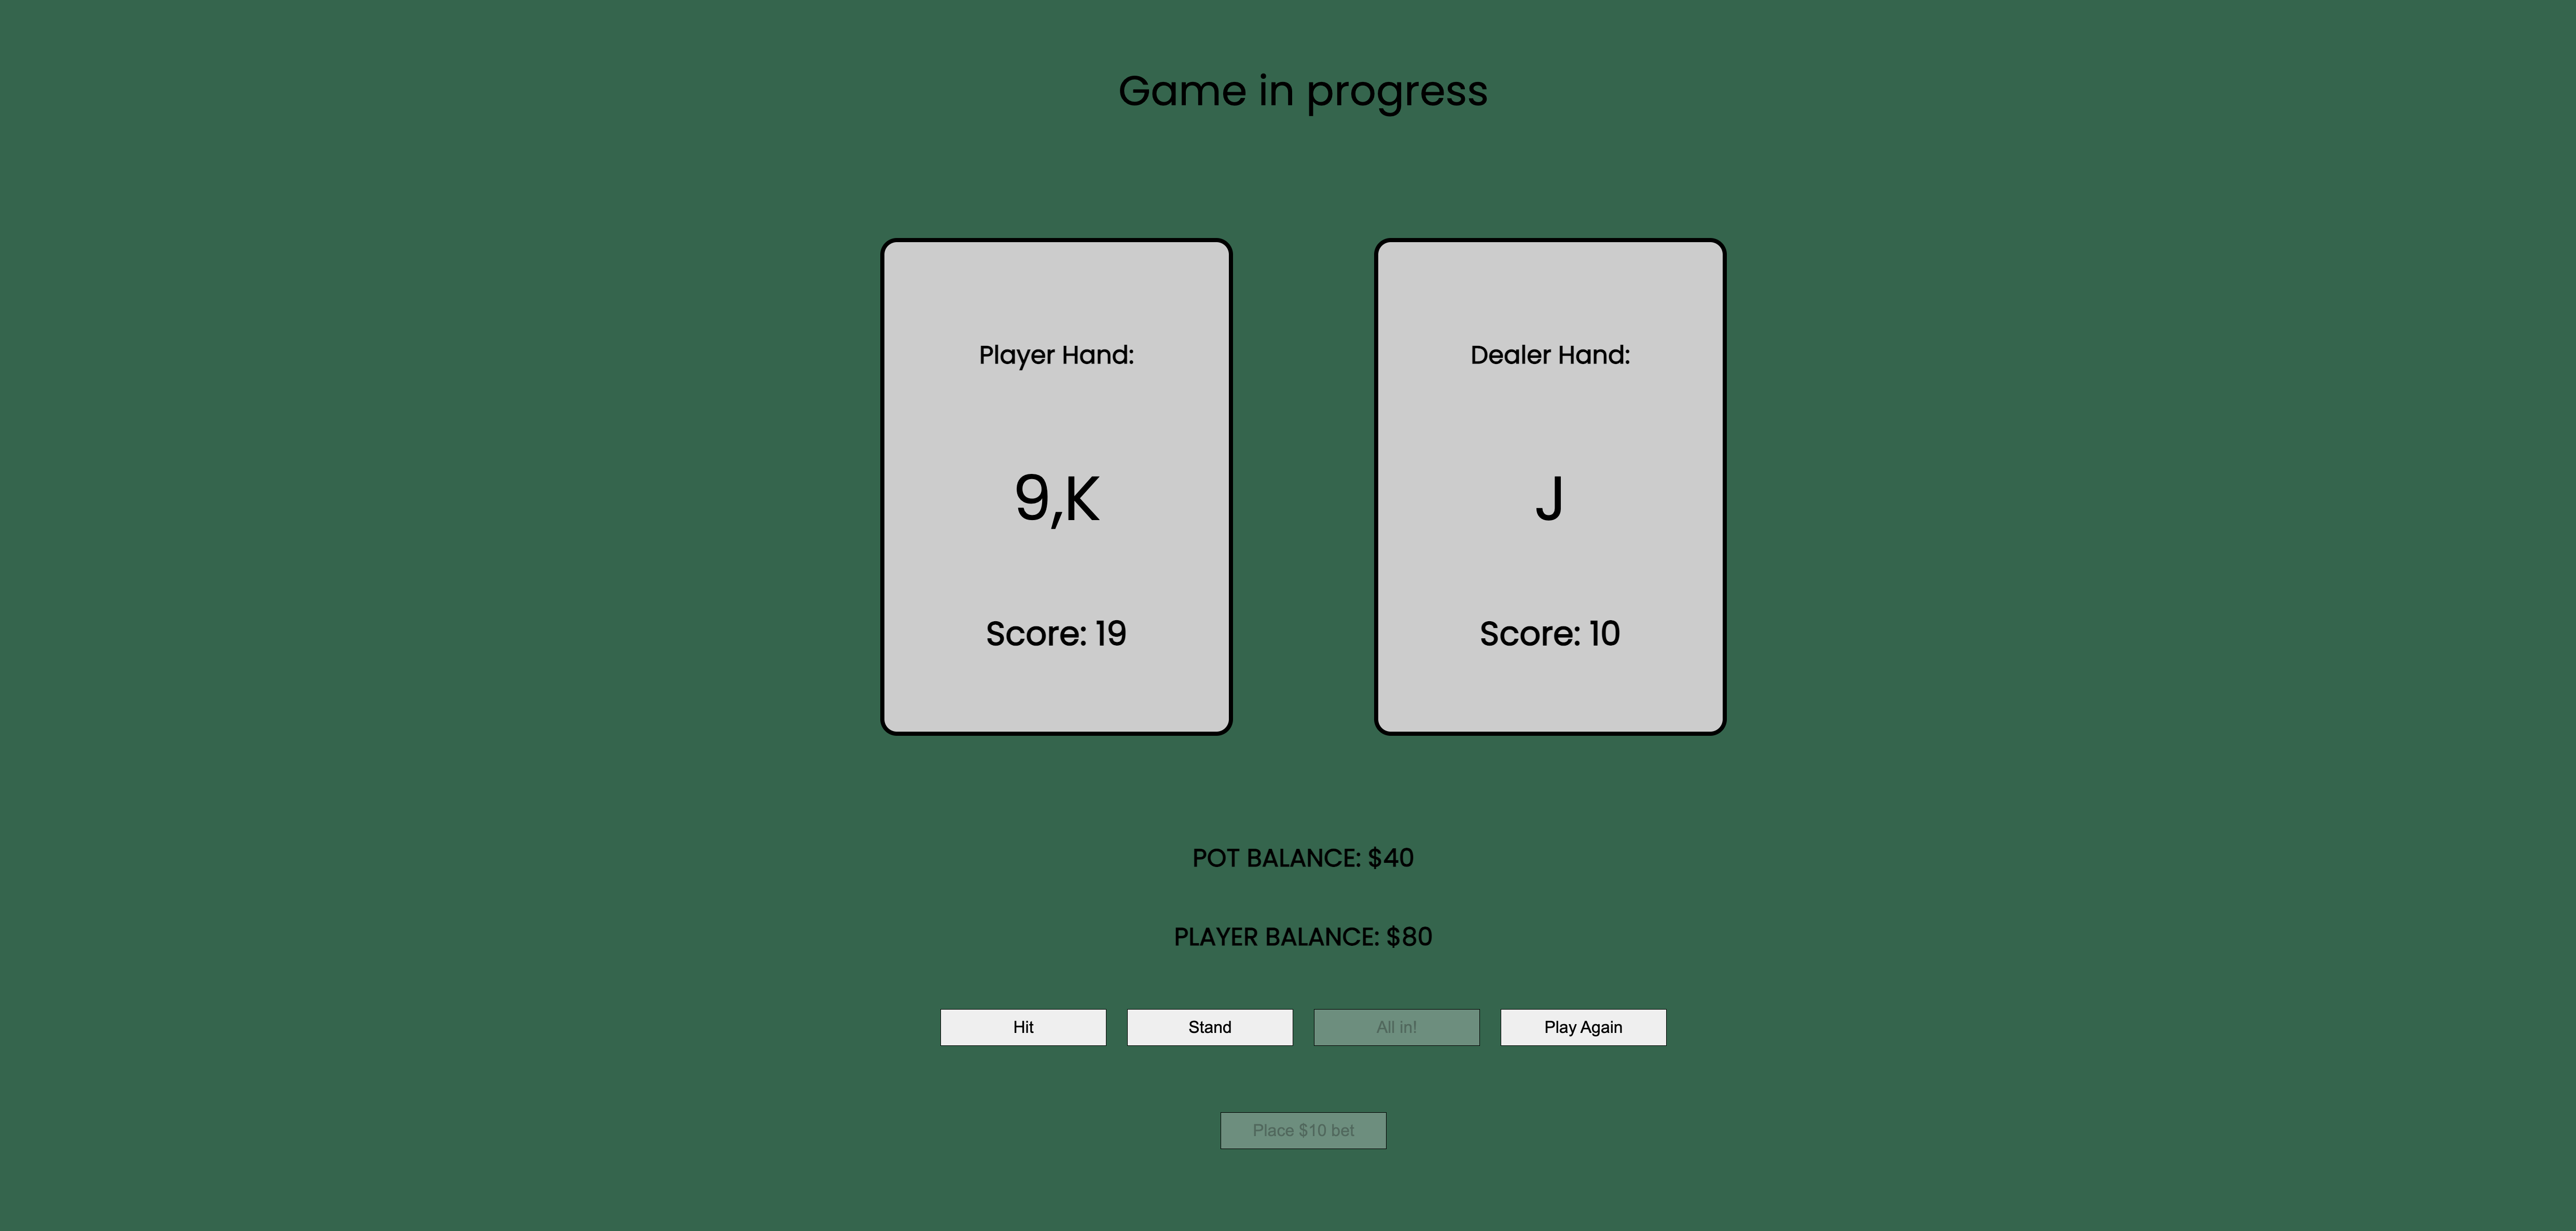 Game in progress
Player Hand:
9,K
Score: 19
Dealer Hand:
J
Score: 10
POT BALANCE: $40
PLAYER BALANCE: $80
Hit
Stand
All in!
Play Again
Place $10 bet